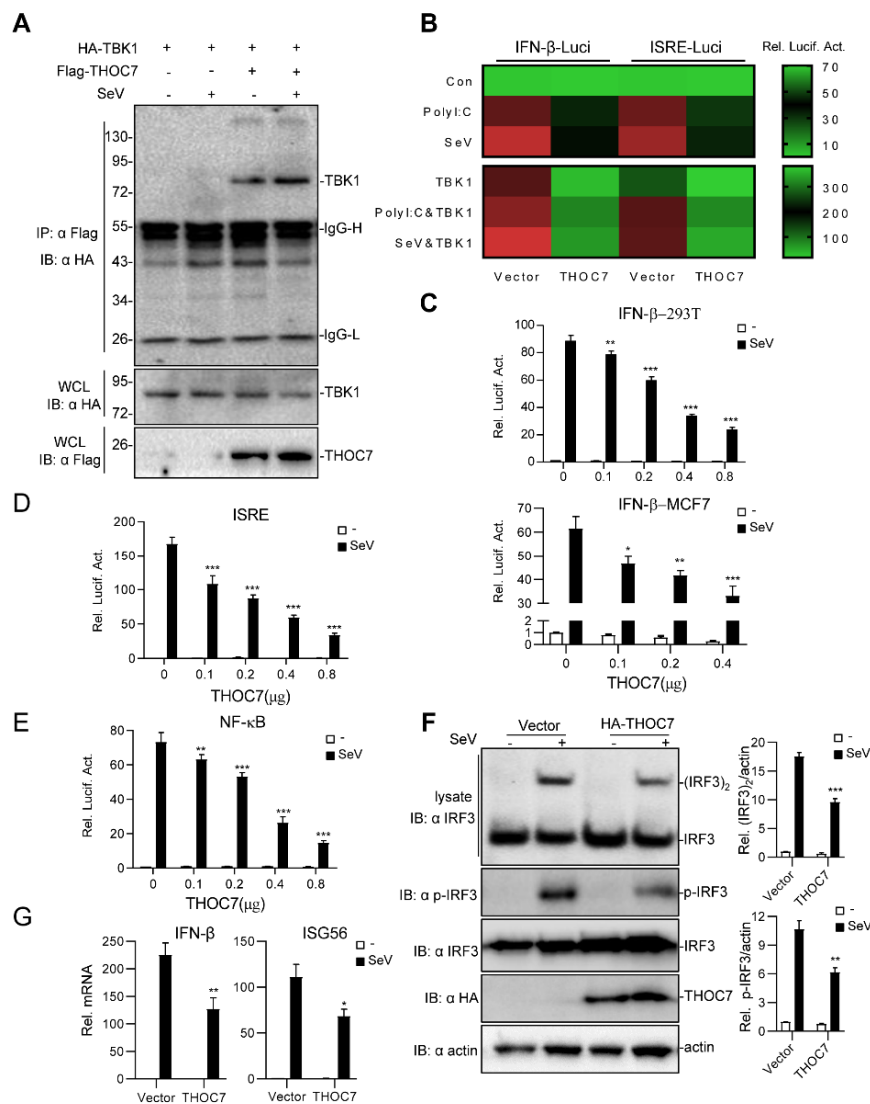 A
HA-TBK1 + + + +
Flag-THOC7 - - + +
SeV - + - +
130-
95-
72-
55-
43-
34-
26-
IP: α Flag
IB: α HA
-TBK1
-IgG-H
-IgG-L
WCL
IB: α HA
95-
72-
-TBK1
WCL
IB: α Flag
26-
-THOC7
B
IFN-β-Luci ISRE-Luci Rel. Lucif. Act.
Con
PolyI:C
SeV
70
50
30
10
TBK1
PolyI:C&TBK1
SeV&TBK1
300
200
100
Vector THOC7 Vector THOC7
C
IFN-β–293T
-
SeV
Rel. Lucif. Act.
100
80
60
40
20
0
** *** *** ***
0 0.1 0.2 0.4 0.8
IFN-β–MCF7
-
SeV
Rel. Lucif. Act.
70
60
50
40
30
2
1
0
* ** ***
0 0.1 0.2 0.4
THOC7(μg)
D
ISRE
-
SeV
Rel. Lucif. Act.
200
150
100
50
0
*** *** *** ***
0 0.1 0.2 0.4 0.8
THOC7(μg)
E
NF-κB
-
SeV
Rel. Lucif. Act.
80
60
40
20
0
** *** *** ***
0 0.1 0.2 0.4 0.8
THOC7(μg)
F
Vector HA-THOC7
SeV - + - +
lysate
IB: α IRF3
-(IRF3)2
-IRF3
IB: α p-IRF3
-p-IRF3
IB: α IRF3
-IRF3
IB: α HA
-THOC7
IB: α actin
actin
Rel. (IRF3)2/actin
20
15
10
5
0
-
SeV
***
Vector THOC7
Rel. p-IRF3/actin
12
9
6
3
0
-
SeV
**
Vector THOC7
G
IFN-β
Rel. mRNA
250
200
150
100
50
0
**
Vector THOC7
ISG56
-
SeV
150
100
50
0
*
Vector THOC7